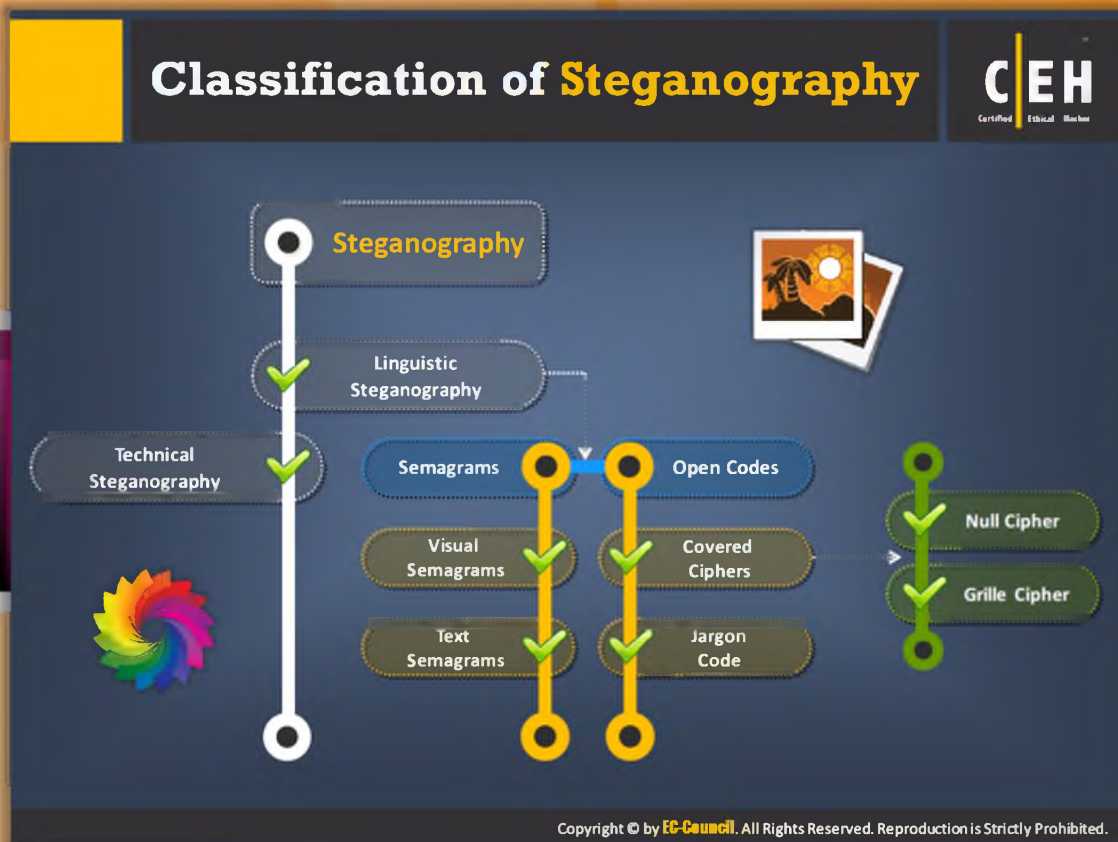 Classification of Steganography
C|EH
Certified Ethical Hacker
Steganography
Linguistic
Steganography
Technical
Steganography
Semagrams
Open Codes
Visual
Semagrams
Covered
Ciphers
Text
Semagrams
Jargon
Code
Null Cipher
Grille Cipher
Copyright © by EC-Council. All Rights Reserved. Reproduction is Strictly Prohibited.